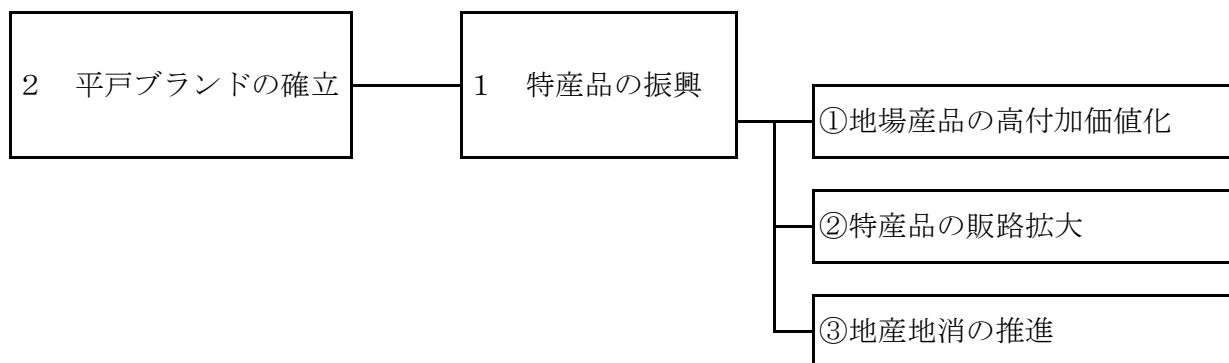 2 平戸ブランドの確立
1 特産品の振興
①地場産品の高付加価値化
②特産品の販路拡大
③地産地消の推進